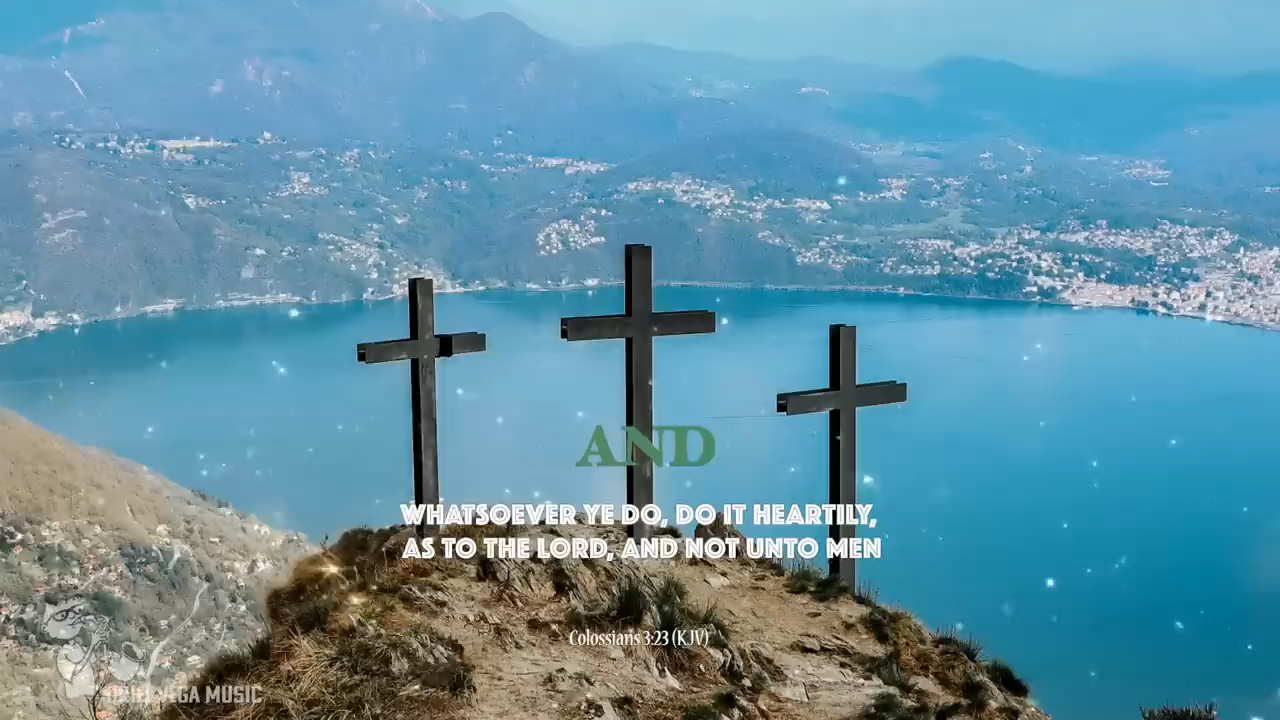 AND
WHATSOEVER YE DO, DO IT HEARTILY,
AS TO THE LORD, AND NOT UNTO MEN
Colossians 3:23 (KJV)
MUSIC